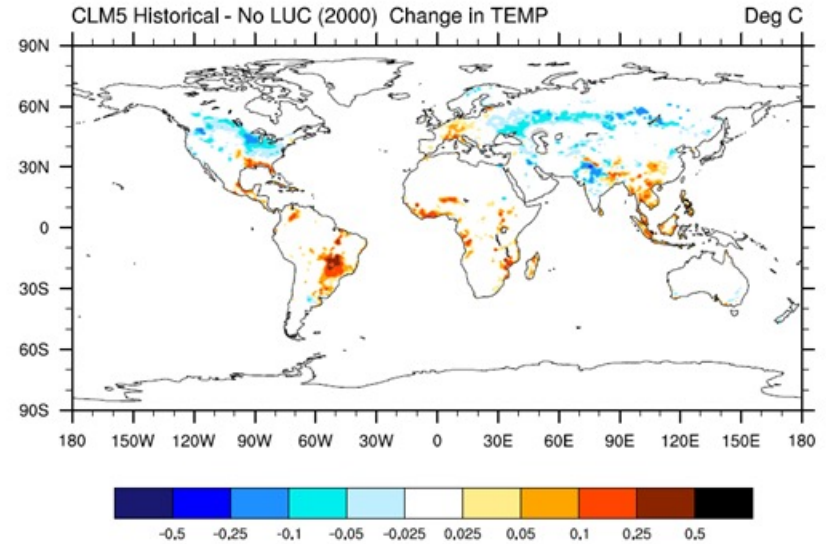 CLM5 Historical - No LUC (2000) Change in TEMP Deg C
90N
60N
30N
0
30S
60S
90S
180 150W 120W 90W 60W 30W 0 30E 60E 90E 120E 150E 180
-0.5 -0.25 -0.1 -0.05 -0.025 0.025 0.05 0.1 0.25 0.5